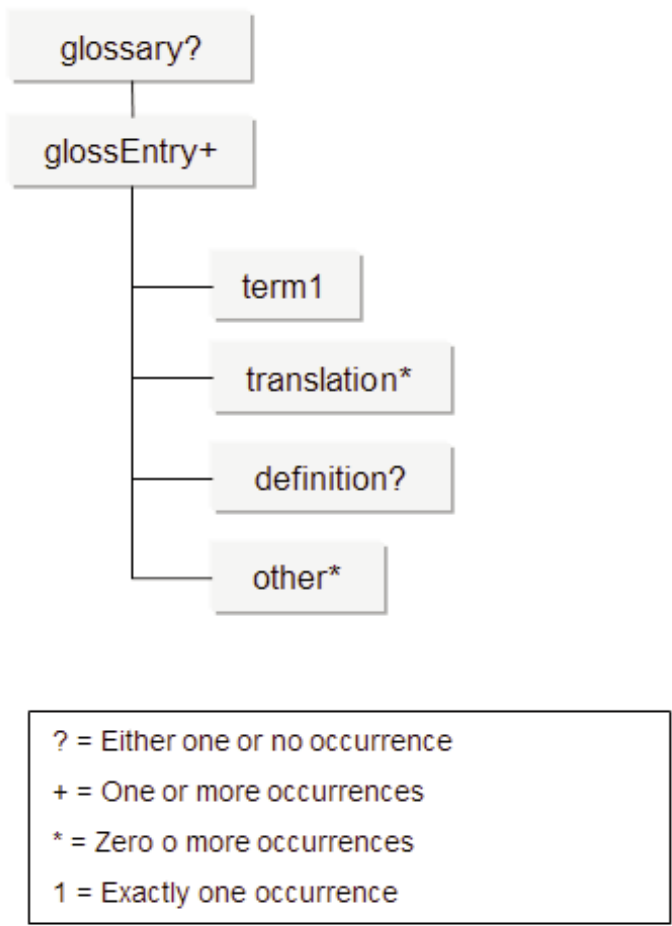 glossary?
glossEntry+
term1
translation*
definition?
other*
? = Either one or no occurrence
+ = One or more occurrences
* = Zero o more occurrences
1 = Exactly one occurrence